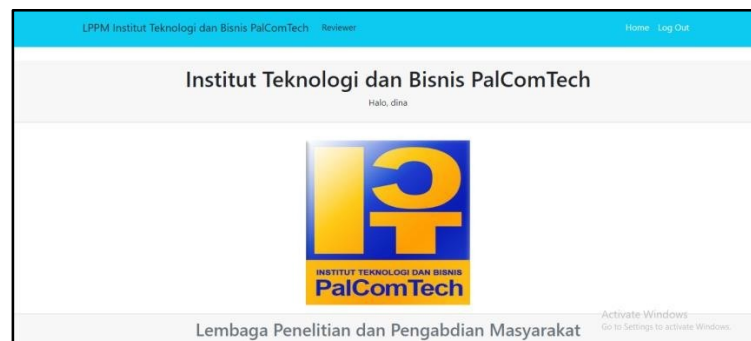 LPPM Institut Teknologi dan Bisnis PalComTech Reviewer Home Log Out
Institut Teknologi dan Bisnis PalComTech
Halo, dina
INSTITUT TEKNOLOGI DAN BISNIS
PalComTech
Activate Windows
Go to Settings to activate Windows.
Lembaga Penelitian dan Pengabdian Masyarakat